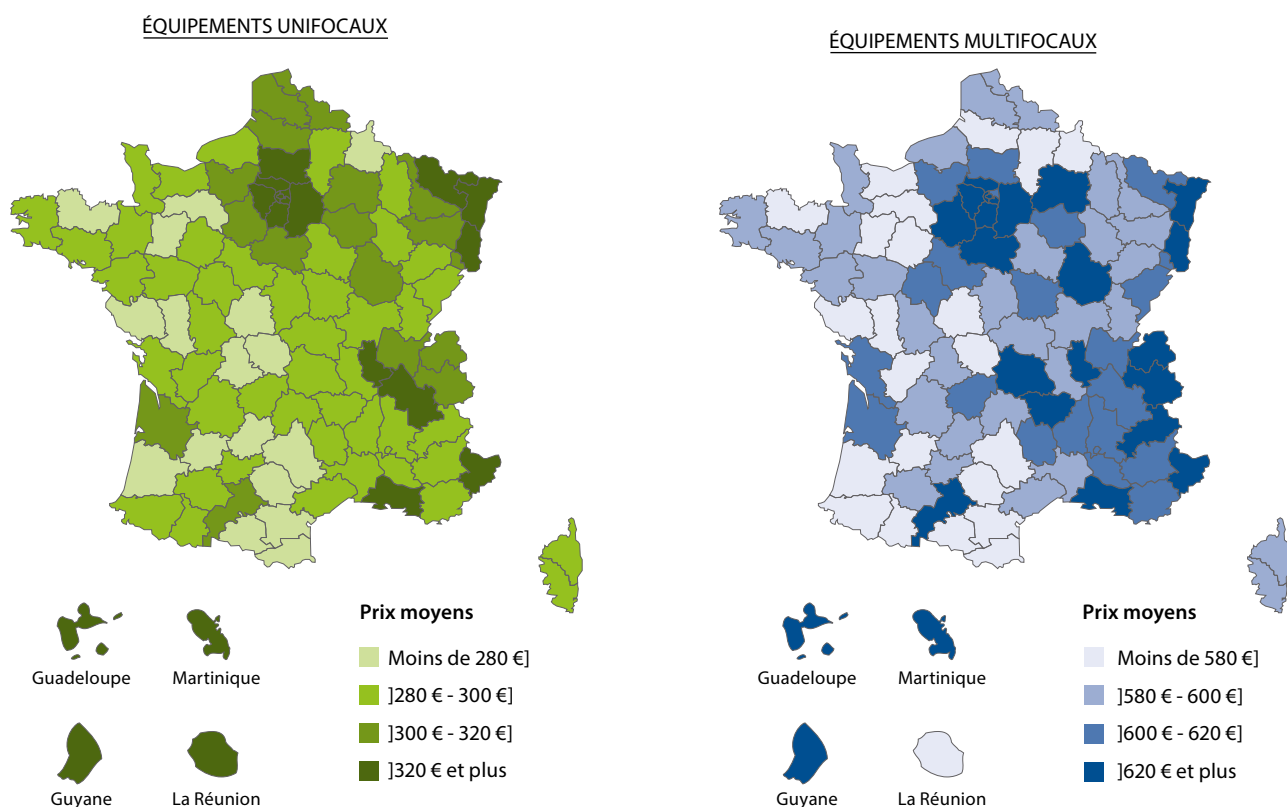 ÉQUIPEMENTS UNIFOCAUX
Guadeloupe
Martinique
Guyane
La Réunion
Prix moyens
Moins de 280 €]
]280 € - 300 €]
]300 € - 320 €]
]320 € et plus
ÉQUIPEMENTS MULTIFOCAUX
Guadeloupe
Martinique
Guyane
La Réunion
Prix moyens
Moins de 580 €]
]580 € - 600 €]
]600 € - 620 €]
]620 € et plus